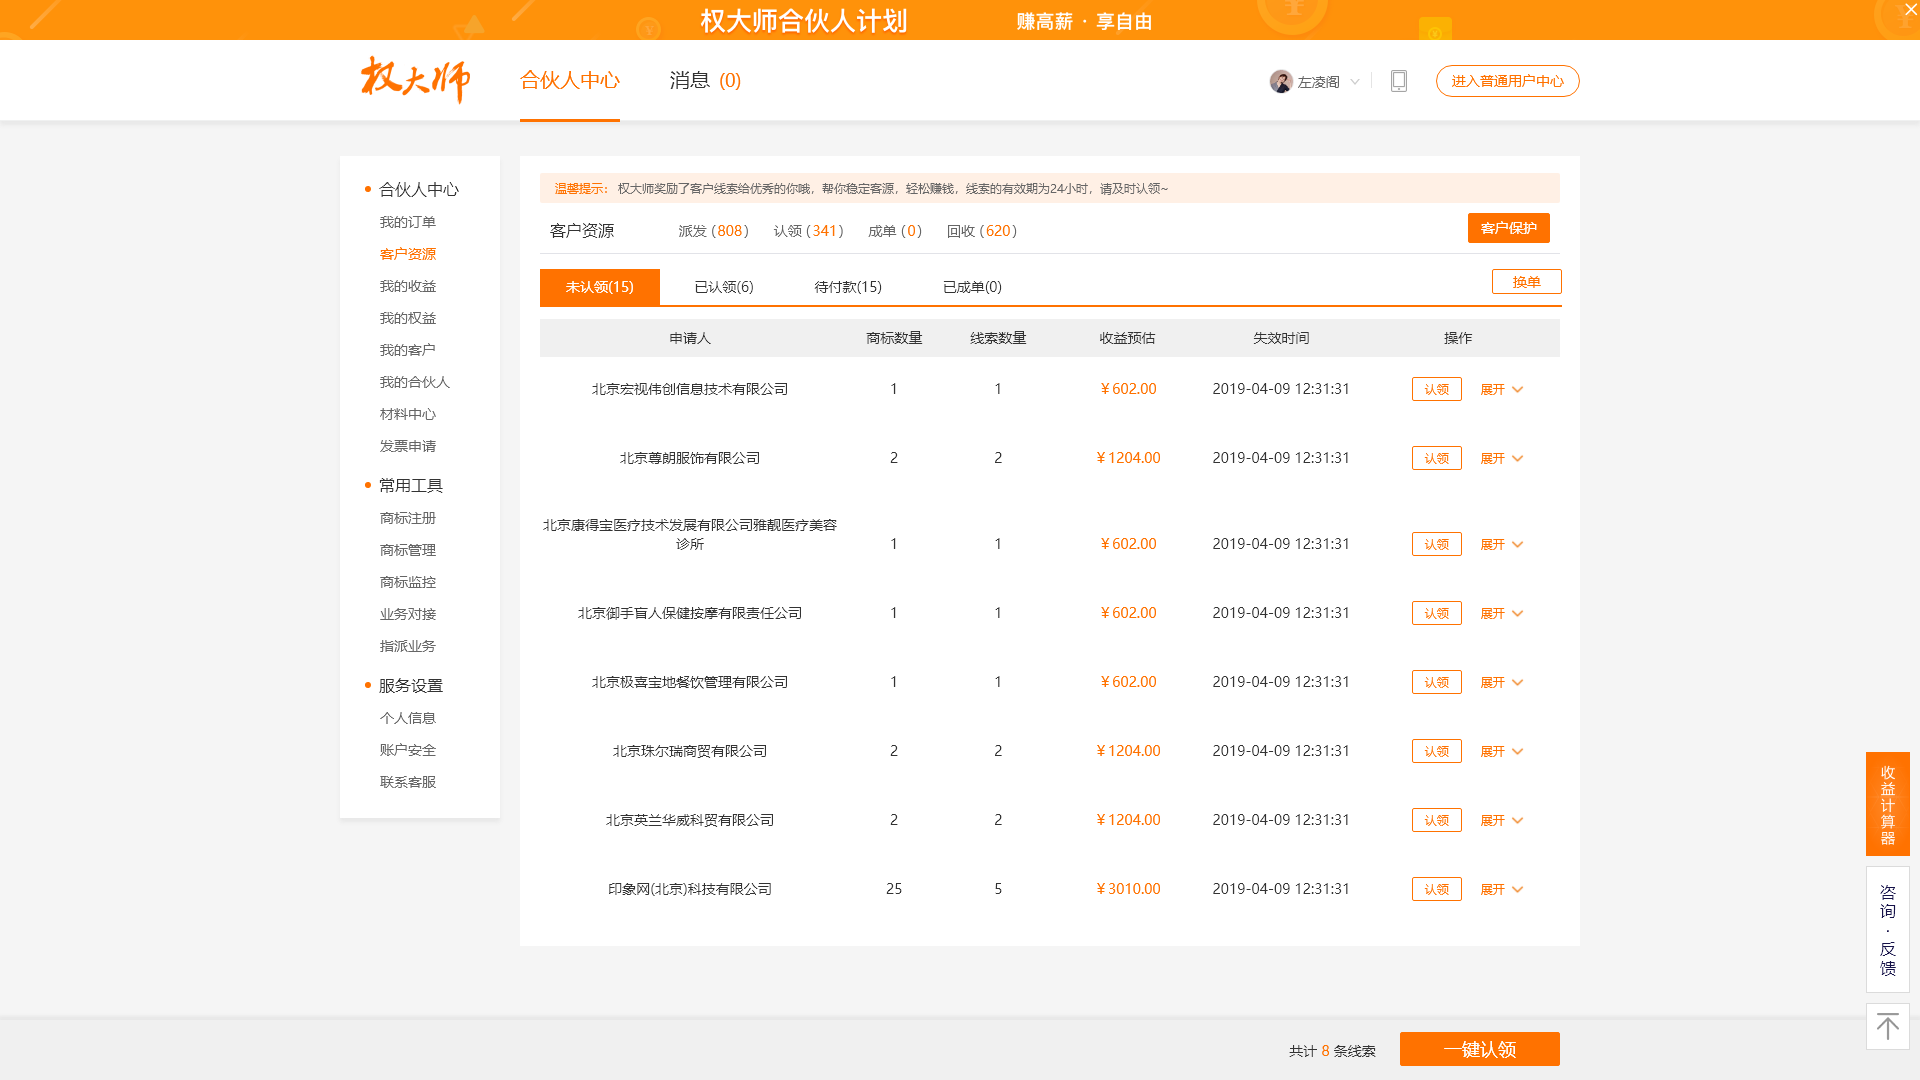 权大师合伙人计划 赚高薪 · 享自由
权大师 合伙人中心 消息 (0) 左凌阁 进入普通用户中心
合伙人中心
我的订单
客户资源
我的收益
我的权益
我的客户
我的合伙人
材料中心
发票申请
常用工具
商标注册
商标管理
商标监控
业务对接
指派业务
服务设置
个人信息
账户安全
联系客服
温馨提示: 权大师奖励了客户线索给优秀的你哦，帮你稳定客源，轻松赚钱，线索的有效期为24小时，请及时认领~
客户资源 派发 (808) 认领 (341) 成单 (0) 回收 (620) 客户保护
未认领(15) 已认领(6) 待付款(15) 已成单(0) 换单
申请人 商标数量 线索数量 收益预估 失效时间 操作
北京宏视伟创信息技术有限公司 1 1 ￥602.00 2019-04-09 12:31:31 认领 展开
北京尊朗服饰有限公司 2 2 ￥1204.00 2019-04-09 12:31:31 认领 展开
北京康得宝医疗技术发展有限公司雅靓医疗美容
诊所 1 1 ￥602.00 2019-04-09 12:31:31 认领 展开
北京御手盲人保健按摩有限责任公司 1 1 ￥602.00 2019-04-09 12:31:31 认领 展开
北京极喜宝地餐饮管理有限公司 1 1 ￥602.00 2019-04-09 12:31:31 认领 展开
北京珠尔瑞商贸有限公司 2 2 ￥1204.00 2019-04-09 12:31:31 认领 展开
北京英兰华威科贸有限公司 2 2 ￥1204.00 2019-04-09 12:31:31 认领 展开
印象网(北京)科技有限公司 25 5 ￥3010.00 2019-04-09 12:31:31 认领 展开
共计 8 条线索 一键认领
收益计算器
咨询·反馈